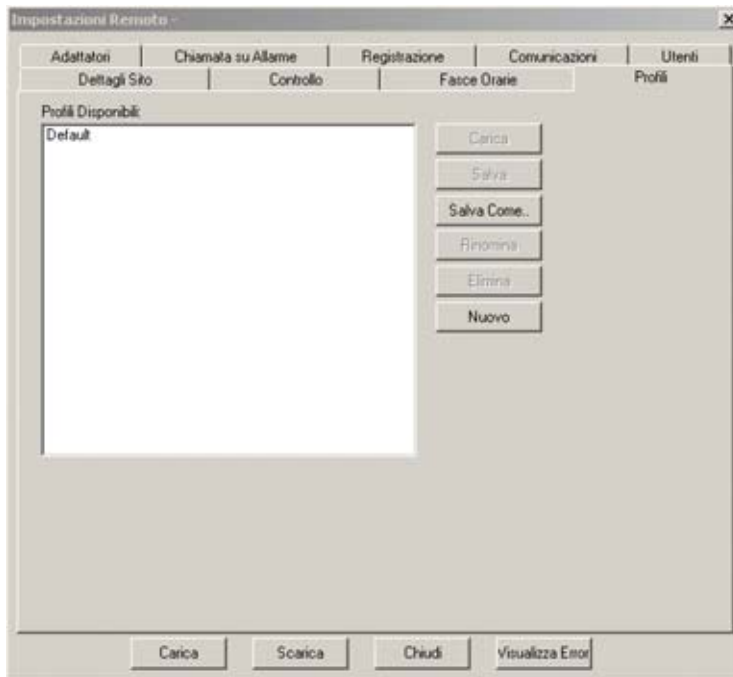 Impostazioni Remoto -
Adattatori Chiamata su Allarme Registrazione Comunicazioni Utenti
Dettagli Sito Controllo Fasce Orarie Profili
Profili Disponibili:
Default
Carica
Salva
Salva Come..
Rinomina
Elimina
Nuovo
Carica Scarica Chiudi Visualizza Errori